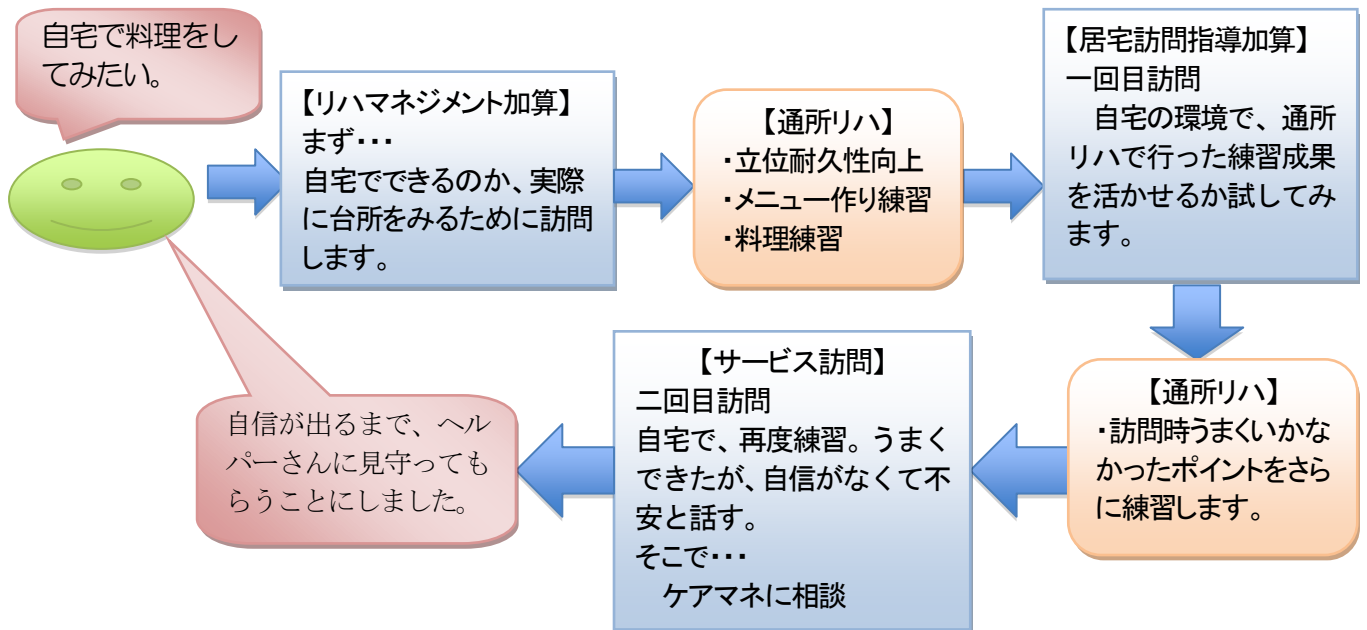 自宅で料理をし
てみたい。
【リハマネジメント加算】
まず・・・
自宅でできるのか、実際
に台所をみるために訪問
します。
【通所リハ】
・立位耐久性向上
・メニュー作り練習
・料理練習
【居宅訪問指導加算】
一回目訪問
　自宅の環境で、通所
リハで行った練習成果
を活かせるか試してみ
ます。
【通所リハ】
・訪問時うまくいかな
かったポイントをさら
に練習します。
【サービス訪問】
二回目訪問
自宅で、再度練習。うまく
できたが、自信がなくて不
安と話す。
そこで・・・
　ケアマネに相談
自信が出るまで、ヘル
パーさんに見守っても
らうことにしました。